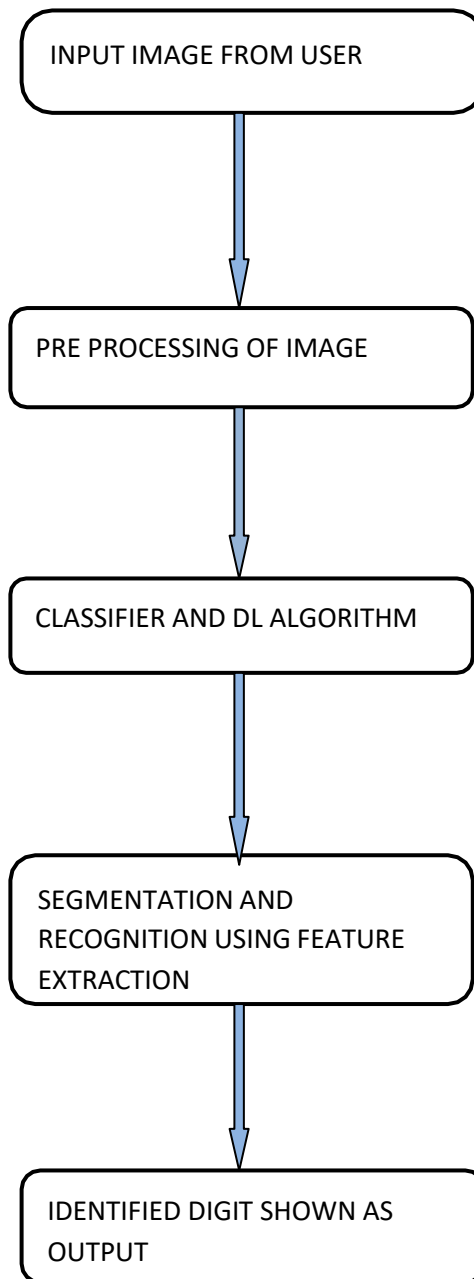 INPUT IMAGE FROM USER
PRE PROCESSING OF IMAGE
CLASSIFIER AND DL ALGORITHM
SEGMENTATION AND
RECOGNITION USING FEATURE
EXTRACTION
IDENTIFIED DIGIT SHOWN AS
OUTPUT